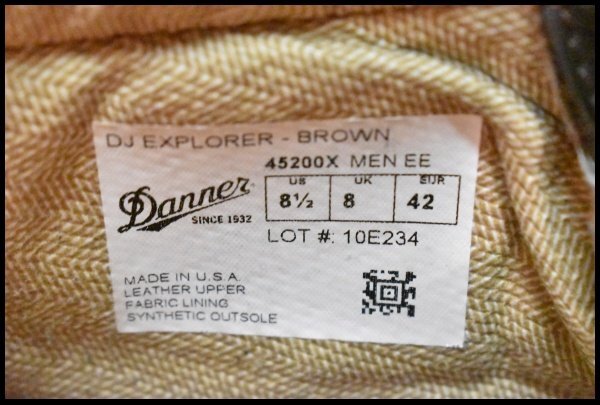 DJ EXPLORER - BROWN
45200X MEN EE
US UK EUR
8½ 8 42
Danner
SINCE 1932
LOT #: 10E234
MADE IN U.S.A.
LEATHER UPPER
FABRIC LINING
SYNTHETIC OUTSOLE